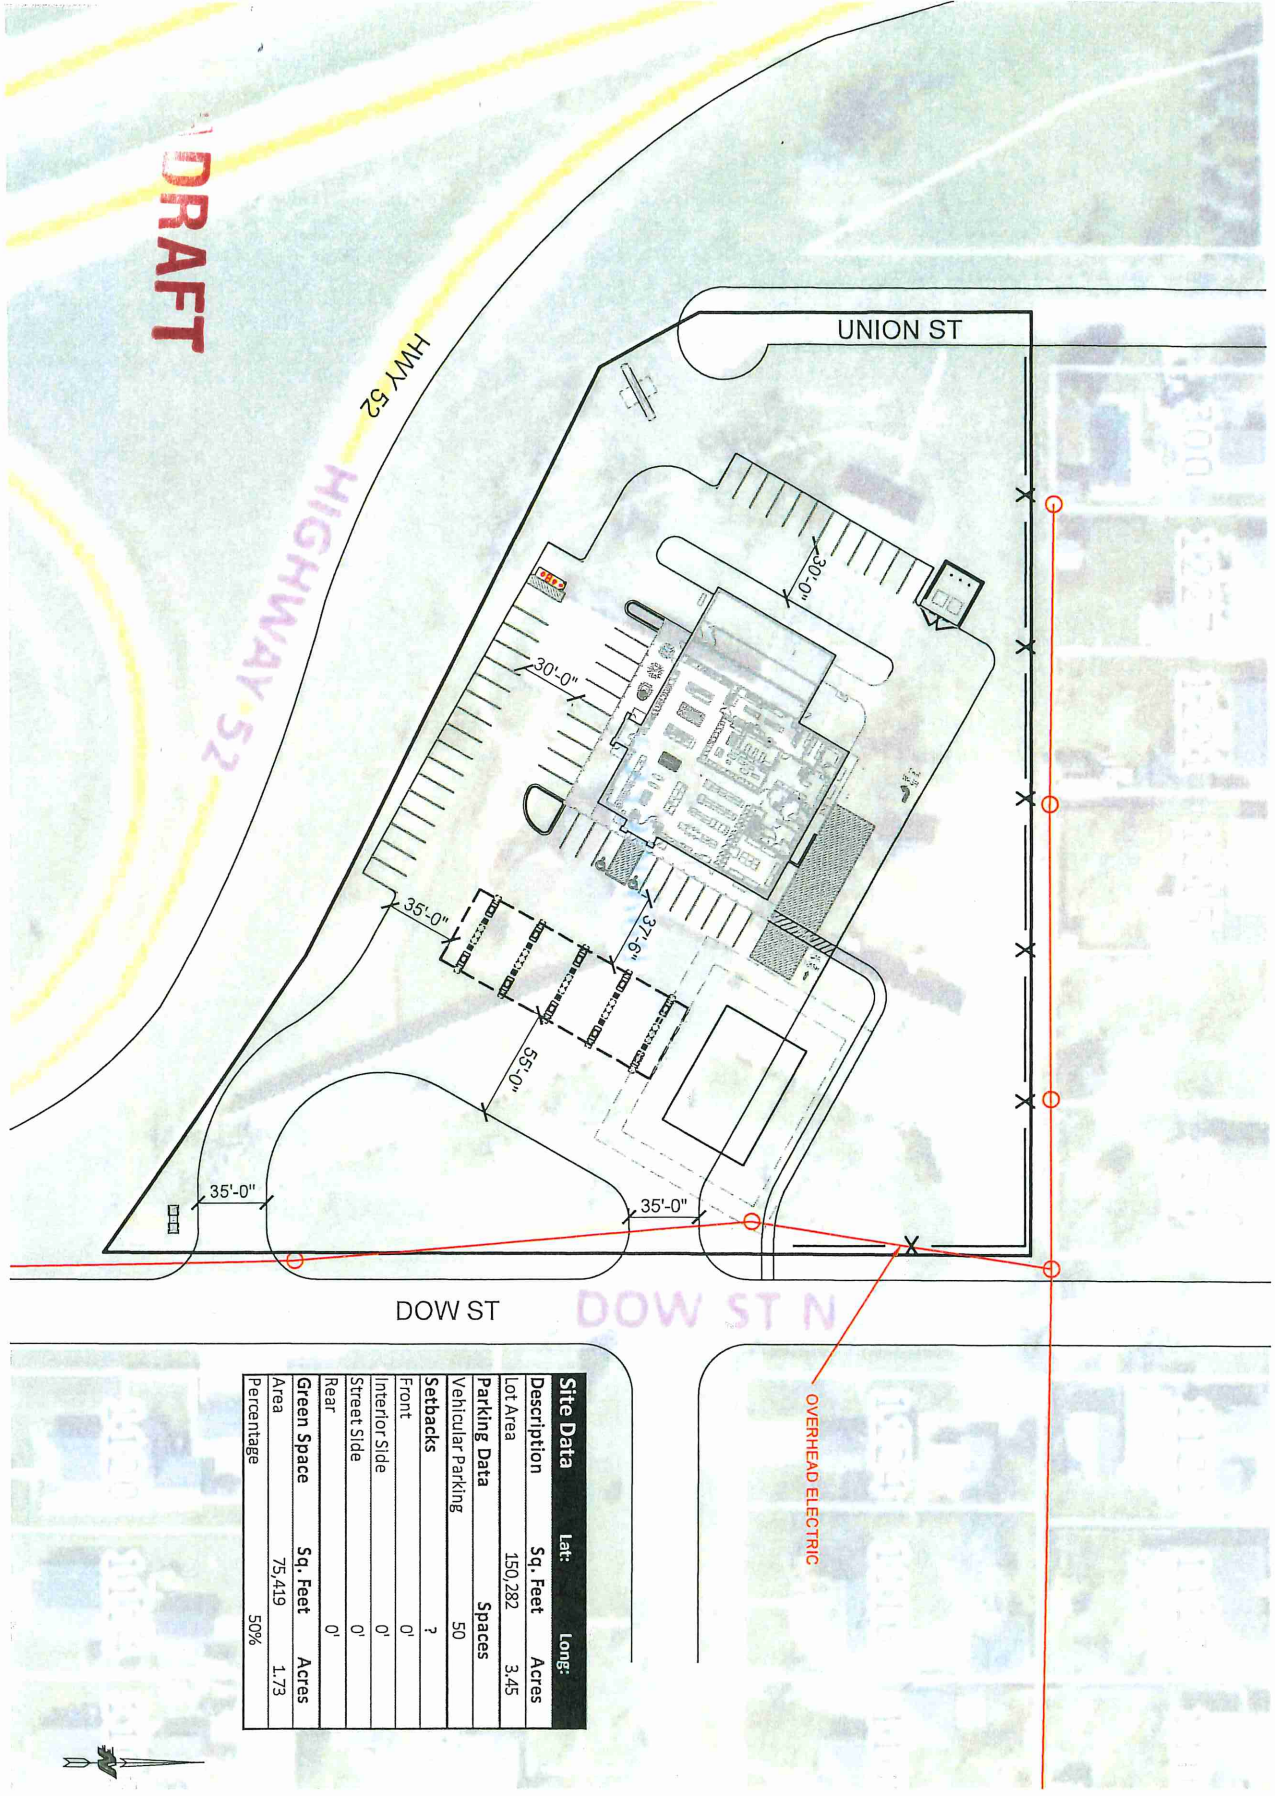 DRAFT
UNION ST
HWY 52
HIGHWAY 52
30'-0"
30'-0"
35'-0"
37'-6"
55'-0"
35'-0"
35'-0"
DOW ST
DOW ST N
OVERHEAD ELECTRIC
Site Data Lat: Long:
Description Sq. Feet Acres
Lot Area 150,282 3.45
Parking Data Spaces
Vehicular Parking 50
Setbacks ?
Front 0'
Interior Side 0'
Street Side 0'
Rear 0'
Green Space Sq. Feet Acres
Area 75,419 1.73
Percentage 50%